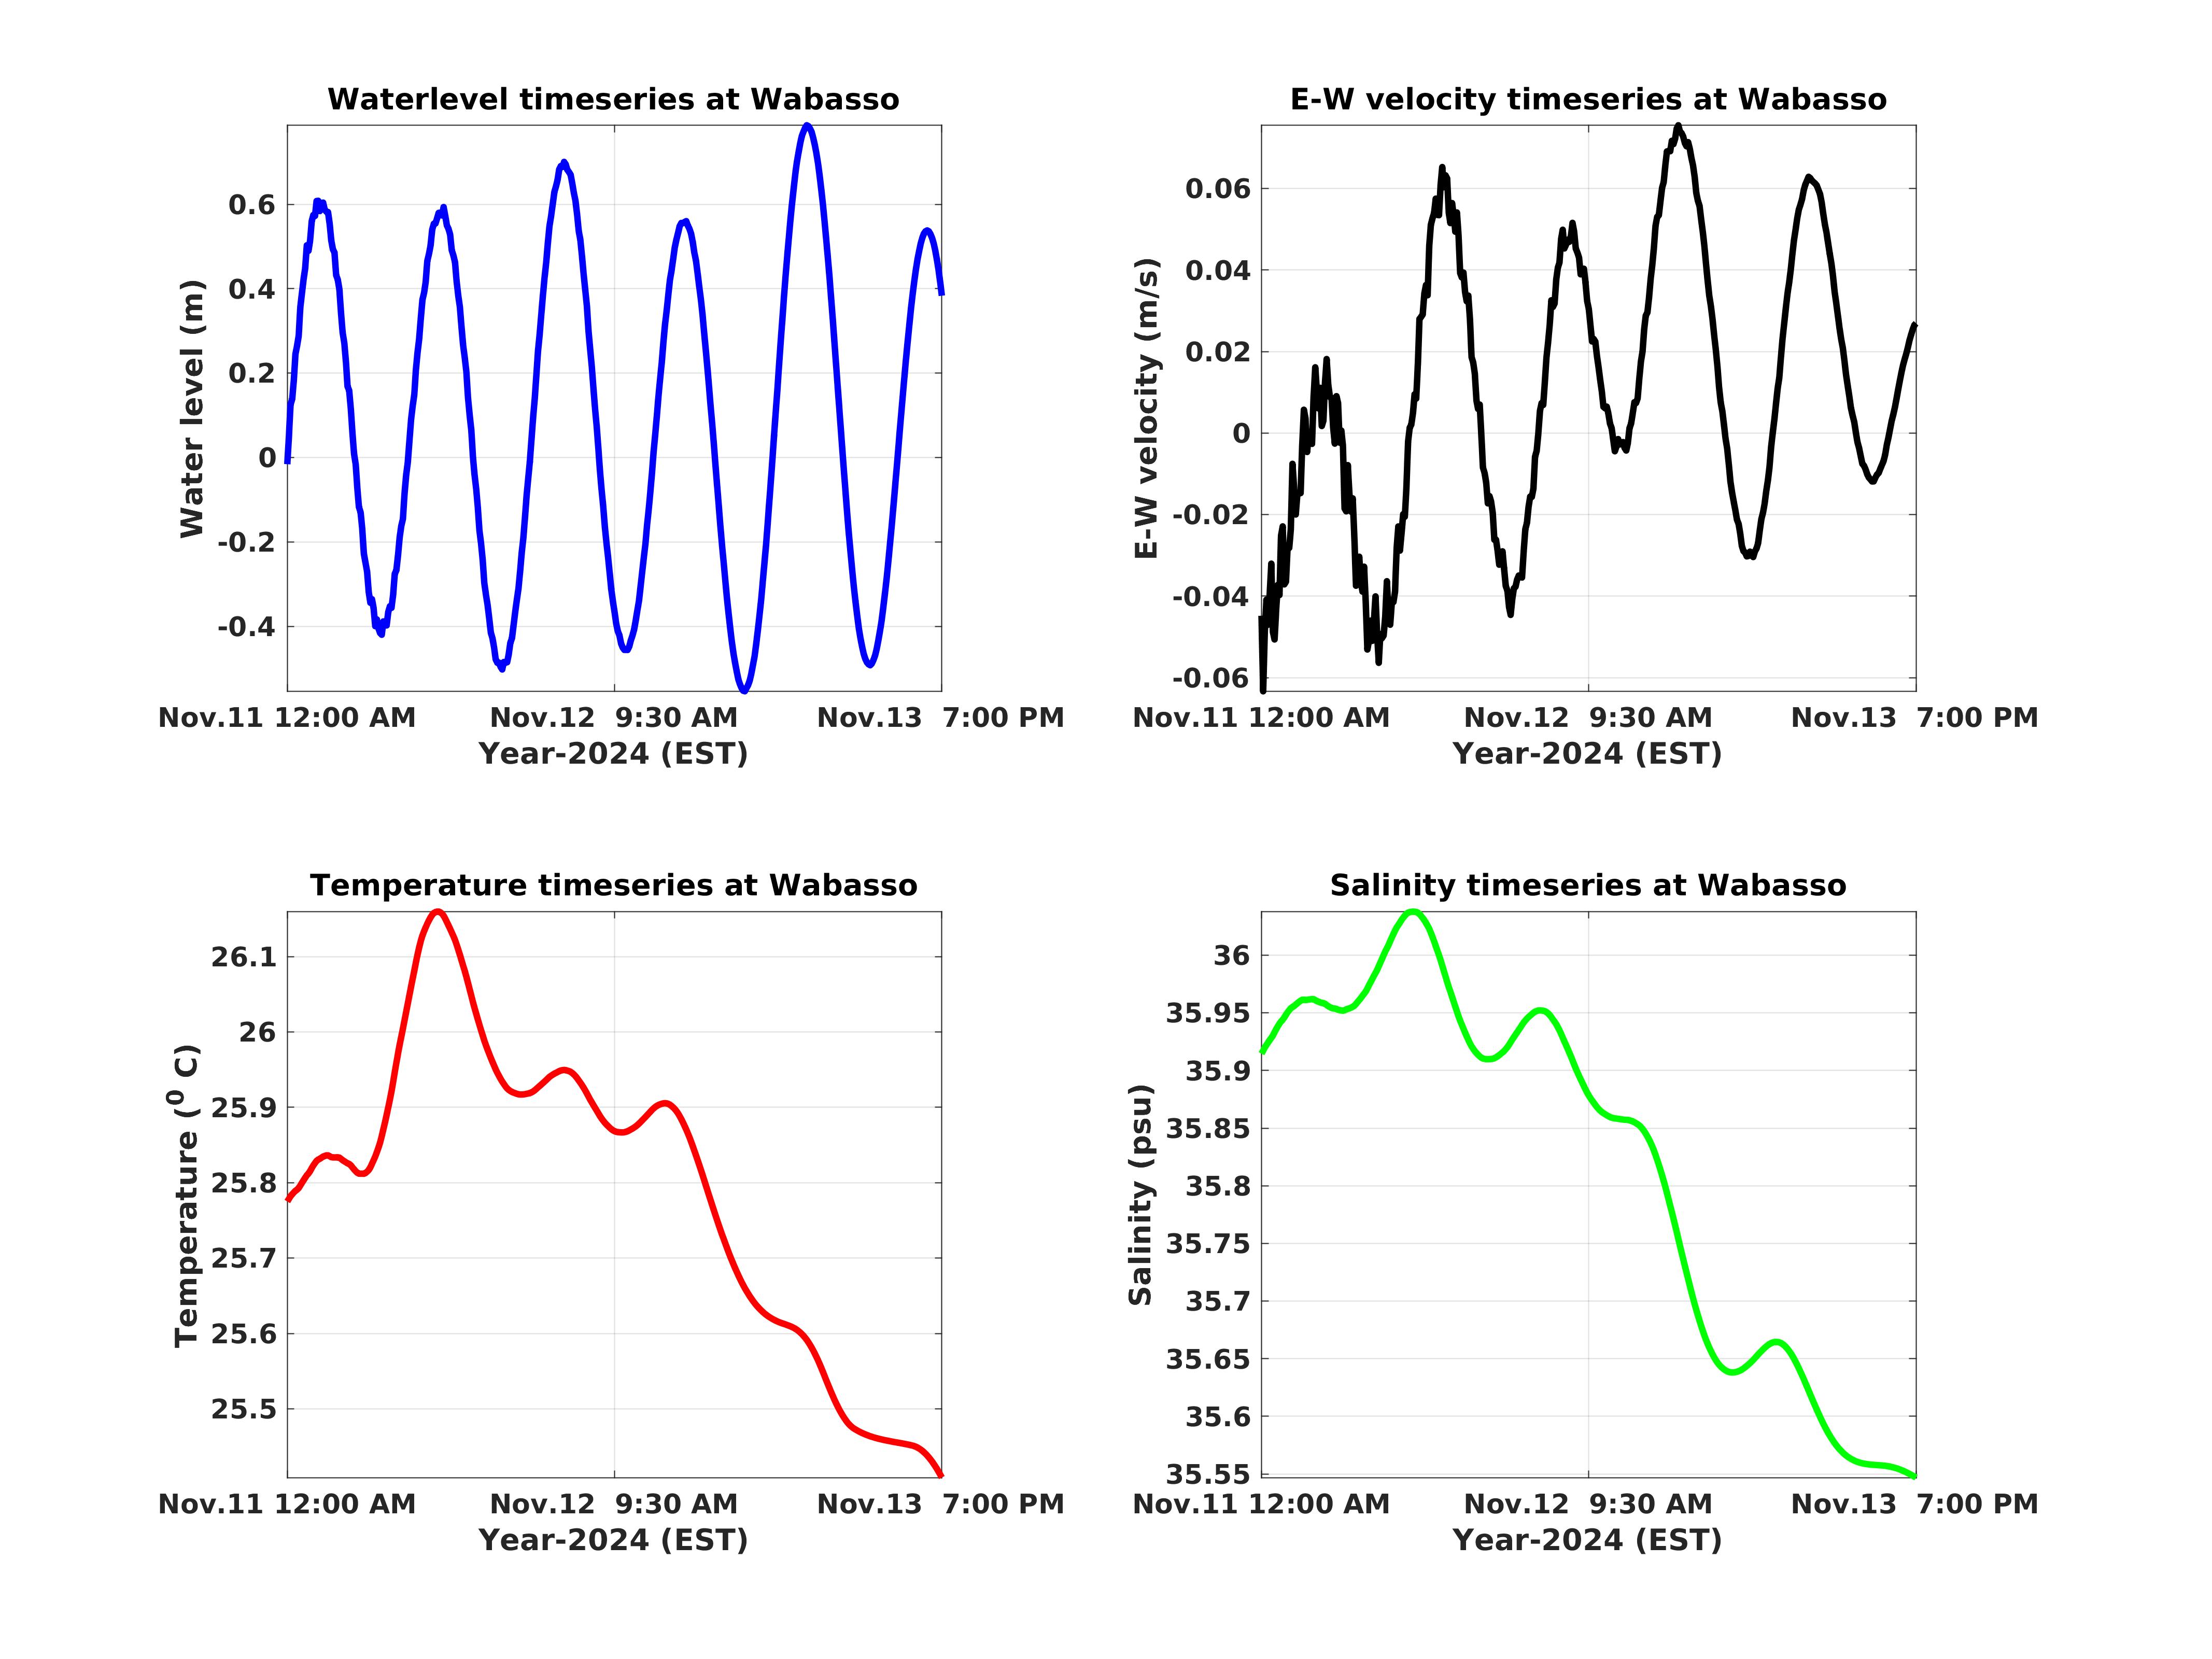 Waterlevel timeseries at Wabasso
0.6
0.4
0.2
0
-0.2
-0.4
Water level (m)
Nov.11 12:00 AM
Nov.12 9:30 AM
Nov.13 7:00 PM
Year-2024 (EST)
E-W velocity timeseries at Wabasso
0.06
0.04
0.02
0
-0.02
-0.04
-0.06
E-W velocity (m/s)
Nov.11 12:00 AM
Nov.12 9:30 AM
Nov.13 7:00 PM
Year-2024 (EST)
Temperature timeseries at Wabasso
26.1
26
25.9
25.8
25.7
25.6
25.5
Temperature (⁰ C)
Nov.11 12:00 AM
Nov.12 9:30 AM
Nov.13 7:00 PM
Year-2024 (EST)
Salinity timeseries at Wabasso
36
35.95
35.9
35.85
35.8
35.75
35.7
35.65
35.6
35.55
Salinity (psu)
Nov.11 12:00 AM
Nov.12 9:30 AM
Nov.13 7:00 PM
Year-2024 (EST)